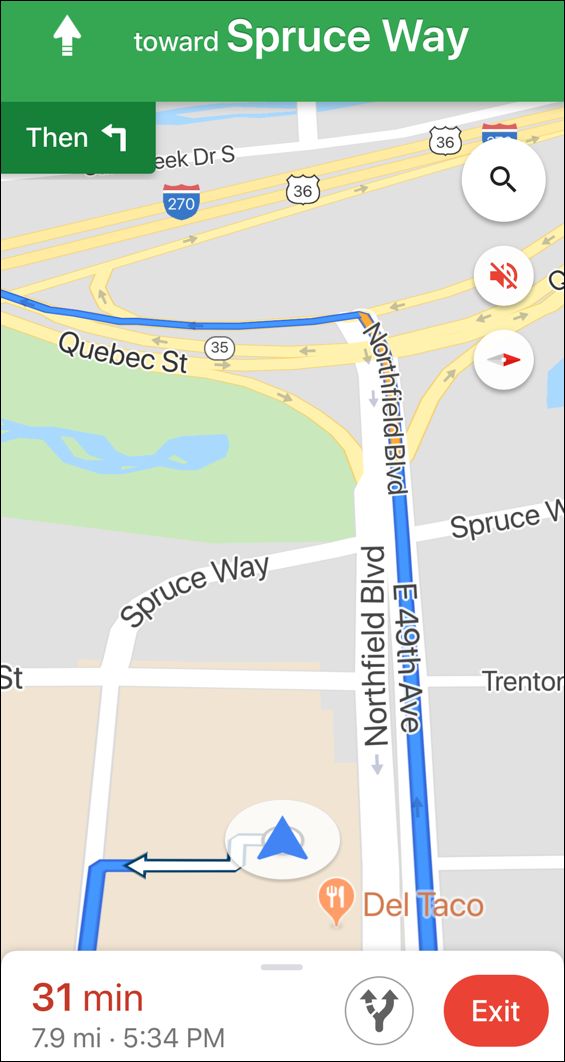 toward Spruce Way
Then
eek Dr S
36
270
36
270
Quebec St
35
Northfield Blvd
Spruce W
Spruce Way
Northfield Blvd
E 49th Ave
St
Trenton
Del Taco
31 min
7.9 mi · 5:34 PM
Exit